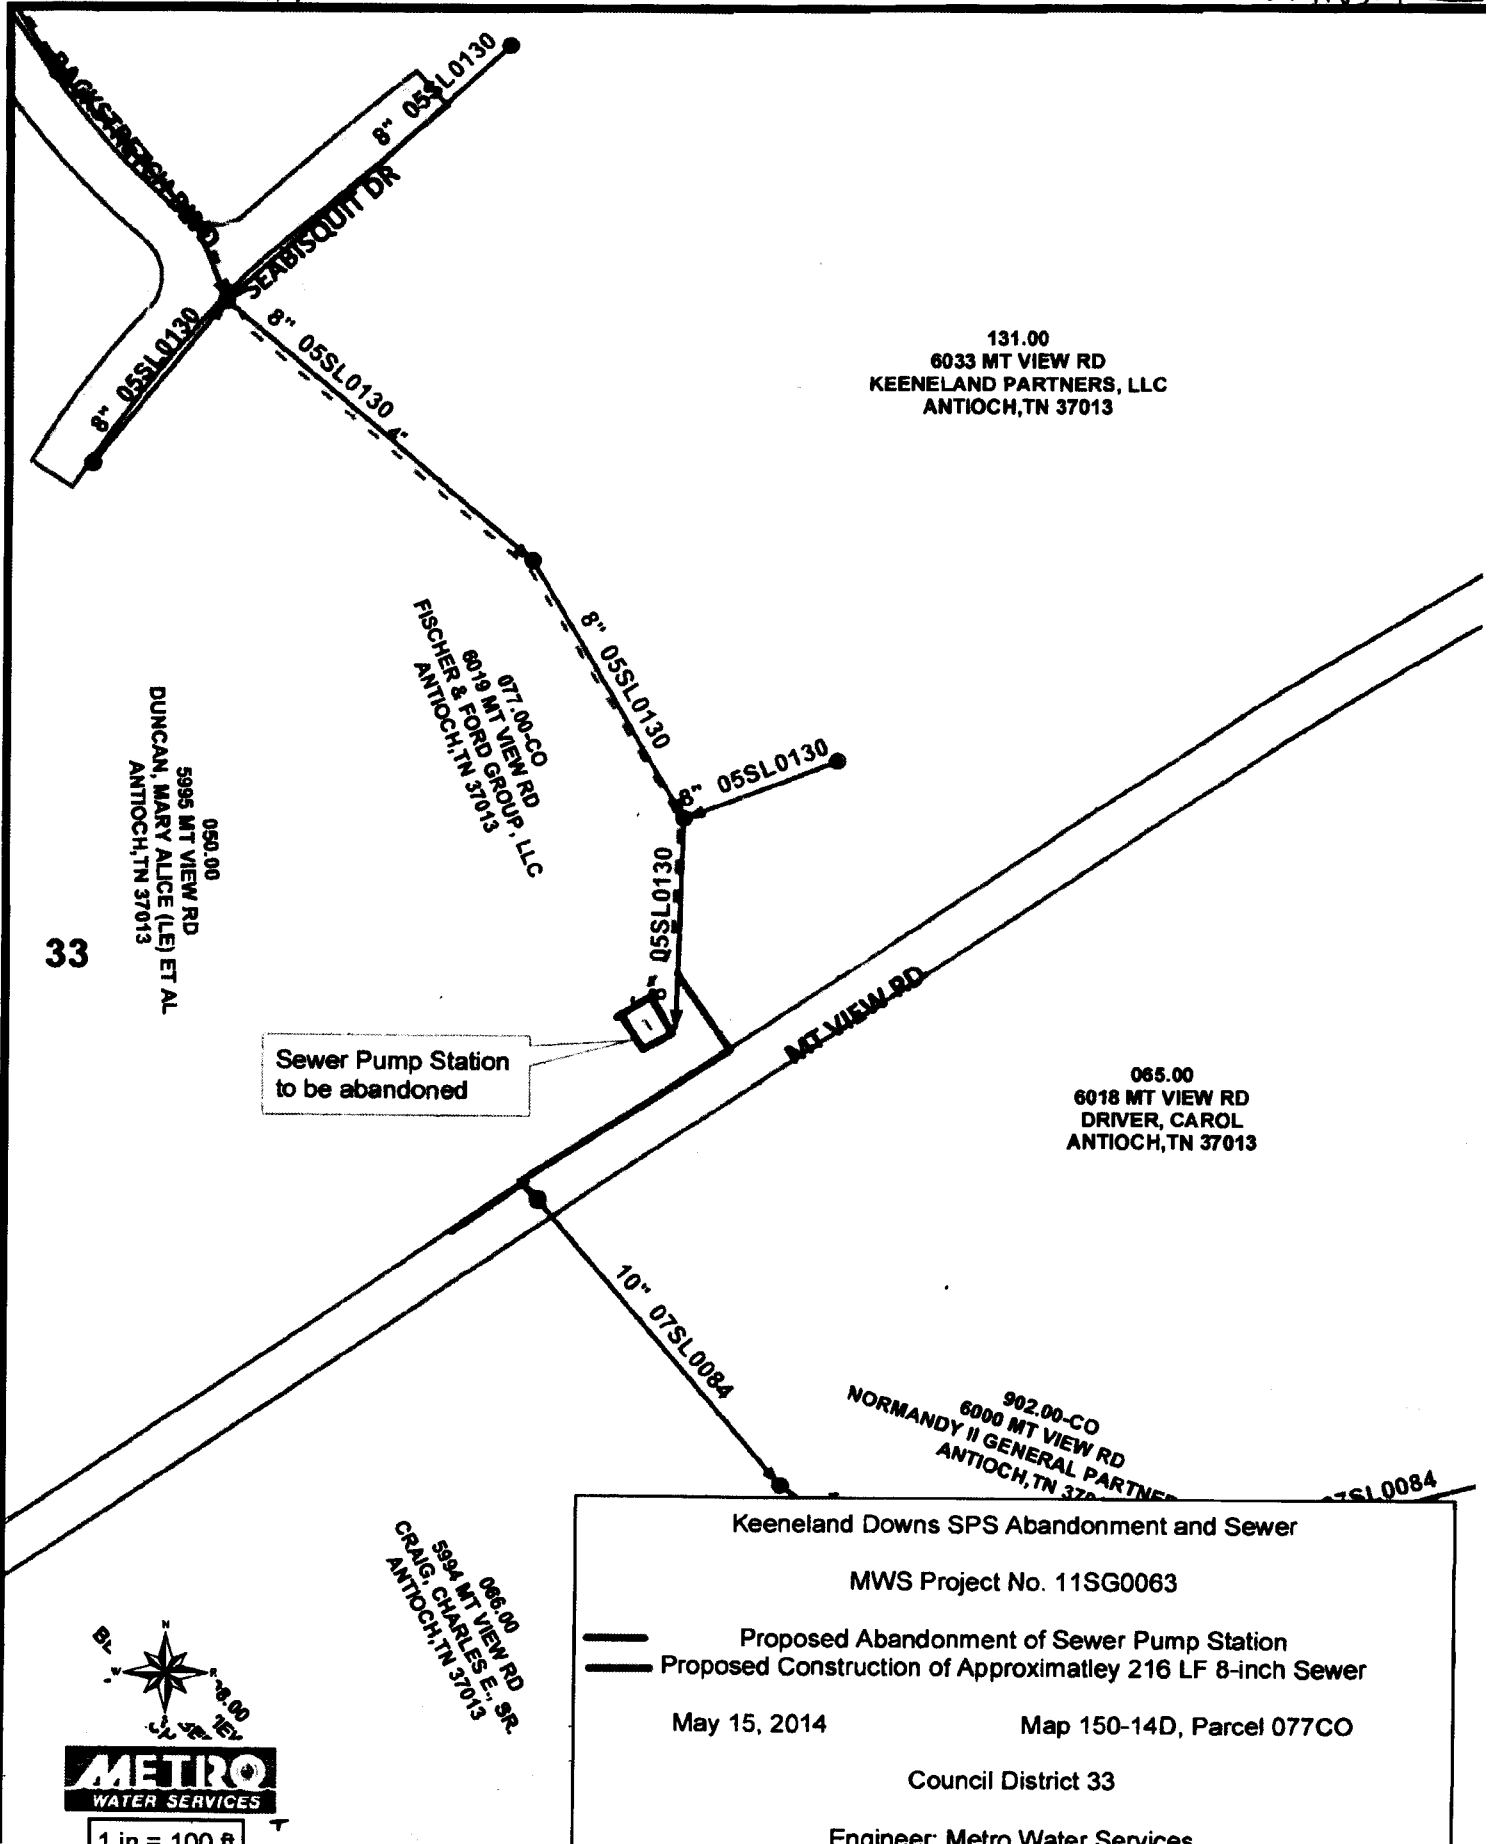 8" 05SL0130
SEABISQUIT DR
8" 05SL0130
8" 05SL0130
4"
131.00
6033 MT VIEW RD
KEENELAND PARTNERS, LLC
ANTIOCH,TN 37013
8" 05SL0130
077.00-CO
6019 MT VIEW RD
FISCHER & FORD GROUP, LLC
ANTIOCH,TN 37013
8" 05SL0130
050.00
5995 MT VIEW RD
DUNCAN, MARY ALICE (LE) ET AL
ANTIOCH,TN 37013
33
8" 05SL0130
MT VIEW RD
Sewer Pump Station
to be abandoned
065.00
6018 MT VIEW RD
DRIVER, CAROL
ANTIOCH,TN 37013
10" 07SL0084
902.00-CO
6000 MT VIEW RD
NORMANDY II GENERAL PARTNER
ANTIOCH,TN
07SL0084
066.00
5994 MT VIEW RD
CRAIG, CHARLES E., SR.
ANTIOCH,TN 37013
N
W
S
METRO
WATER SERVICES
1 in = 100 ft
Keeneland Downs SPS Abandonment and Sewer
MWS Project No. 11SG0063
Proposed Abandonment of Sewer Pump Station
Proposed Construction of Approximatley 216 LF 8-inch Sewer
May 15, 2014 Map 150-14D, Parcel 077CO
Council District 33
Engineer: Metro Water Services